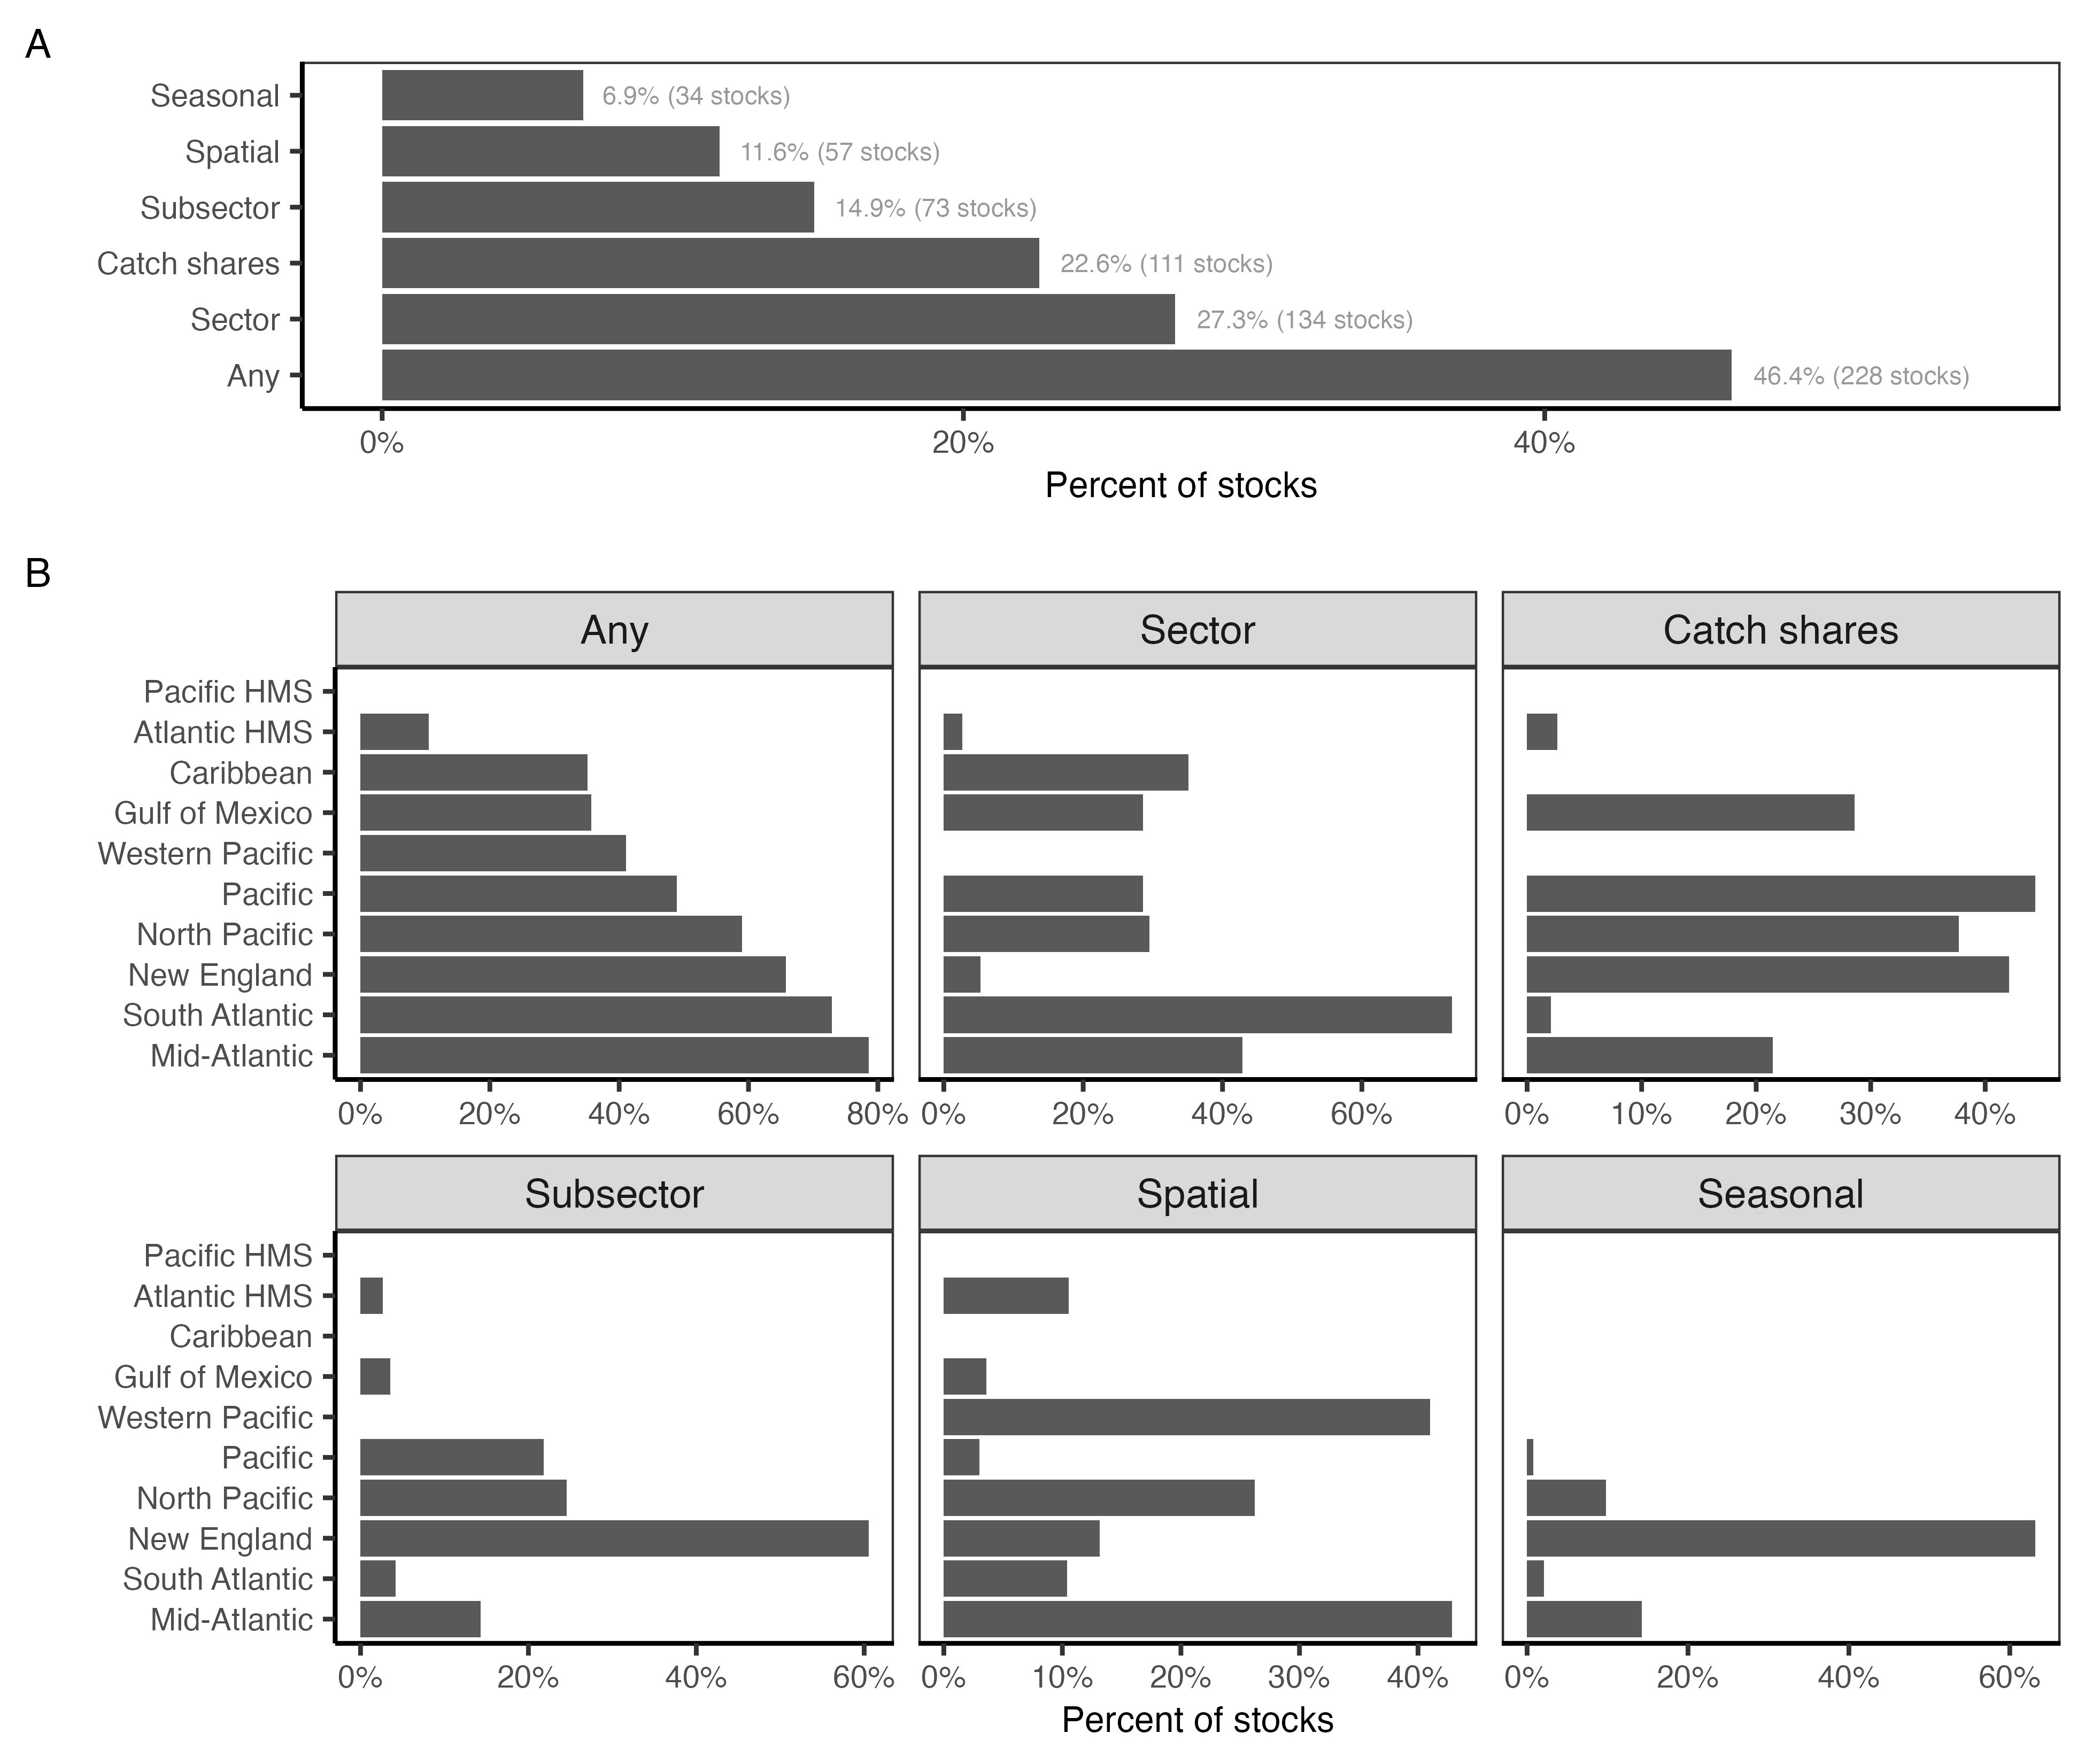 A
Seasonal
6.9% (34 stocks)
Spatial
11.6% (57 stocks)
Subsector
14.9% (73 stocks)
Catch shares
22.6% (111 stocks)
Sector
27.3% (134 stocks)
Any
46.4% (228 stocks)
0% 20% 40%
Percent of stocks
B
Any Sector Catch shares
Pacific HMS
Atlantic HMS
Caribbean
Gulf of Mexico
Western Pacific
Pacific
North Pacific
New England
South Atlantic
Mid-Atlantic
0% 20% 40% 60% 80% 0% 20% 40% 60% 0% 10% 20% 30% 40%
Subsector Spatial Seasonal
Pacific HMS
Atlantic HMS
Caribbean
Gulf of Mexico
Western Pacific
Pacific
North Pacific
New England
South Atlantic
Mid-Atlantic
0% 20% 40% 60% 0% 10% 20% 30% 40% 0% 20% 40% 60%
Percent of stocks